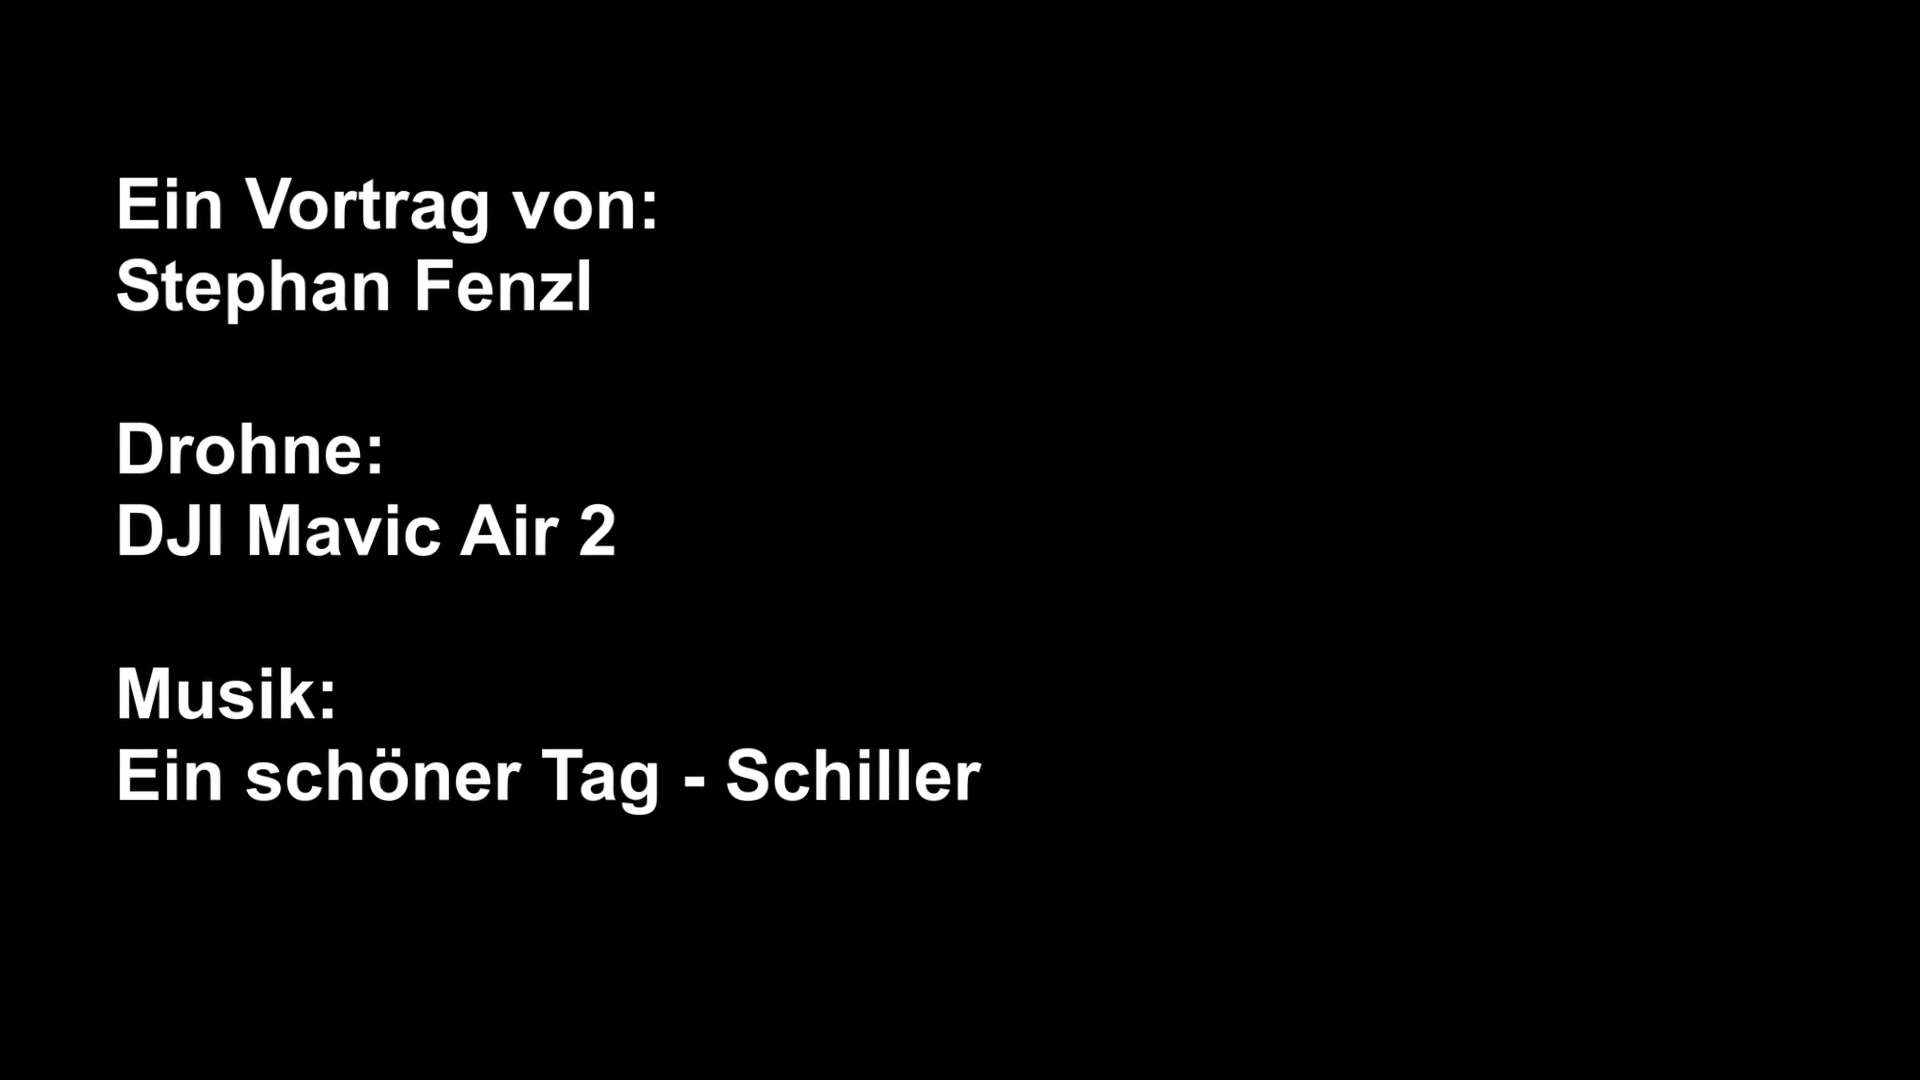 Ein Vortrag von:
Stephan Fenzl
Drohne:
DJI Mavic Air 2
Musik:
Ein schöner Tag - Schiller